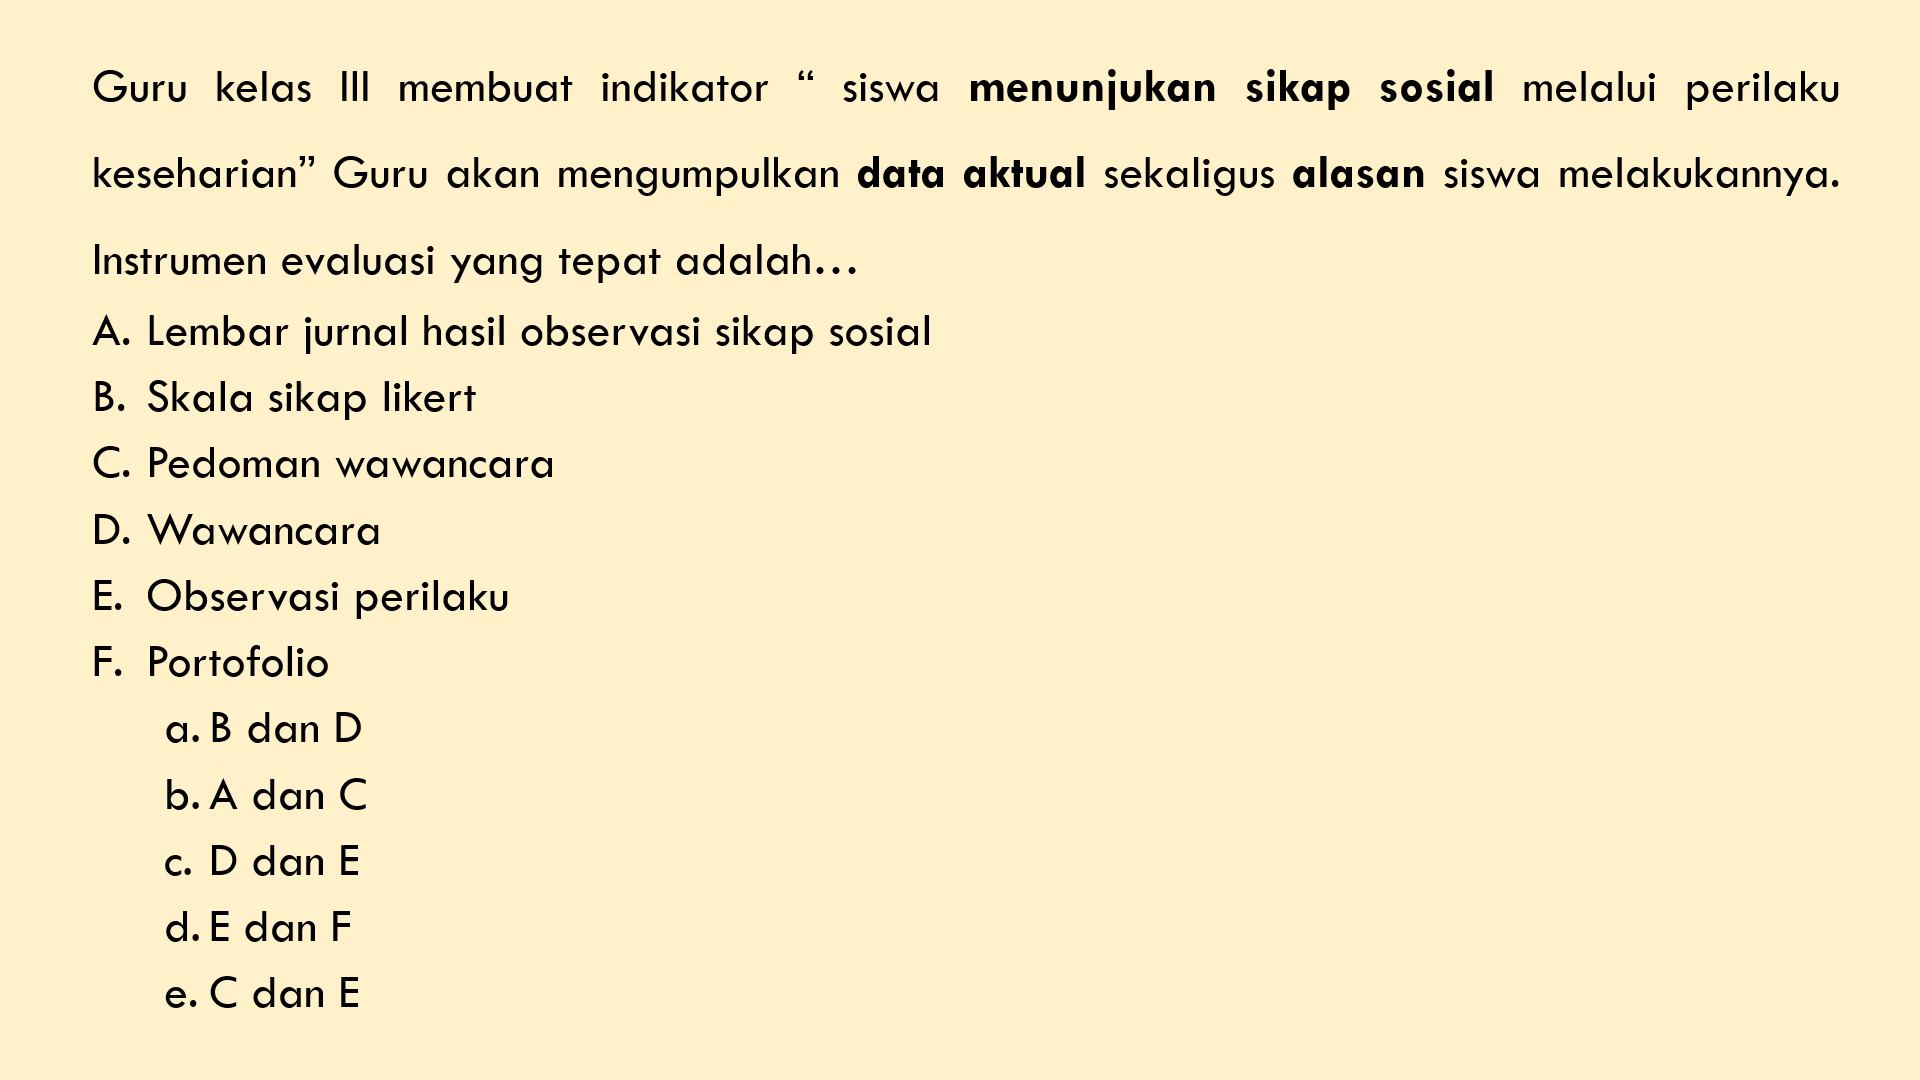 Guru kelas III membuat indikator “ siswa menunjukan sikap sosial melalui perilaku
keseharian” Guru akan mengumpulkan data aktual sekaligus alasan siswa melakukannya.
Instrumen evaluasi yang tepat adalah…
A. Lembar jurnal hasil observasi sikap sosial
B. Skala sikap likert
C. Pedoman wawancara
D. Wawancara
E. Observasi perilaku
F. Portofolio
a. B dan D
b. A dan C
c. D dan E
d. E dan F
e. C dan E